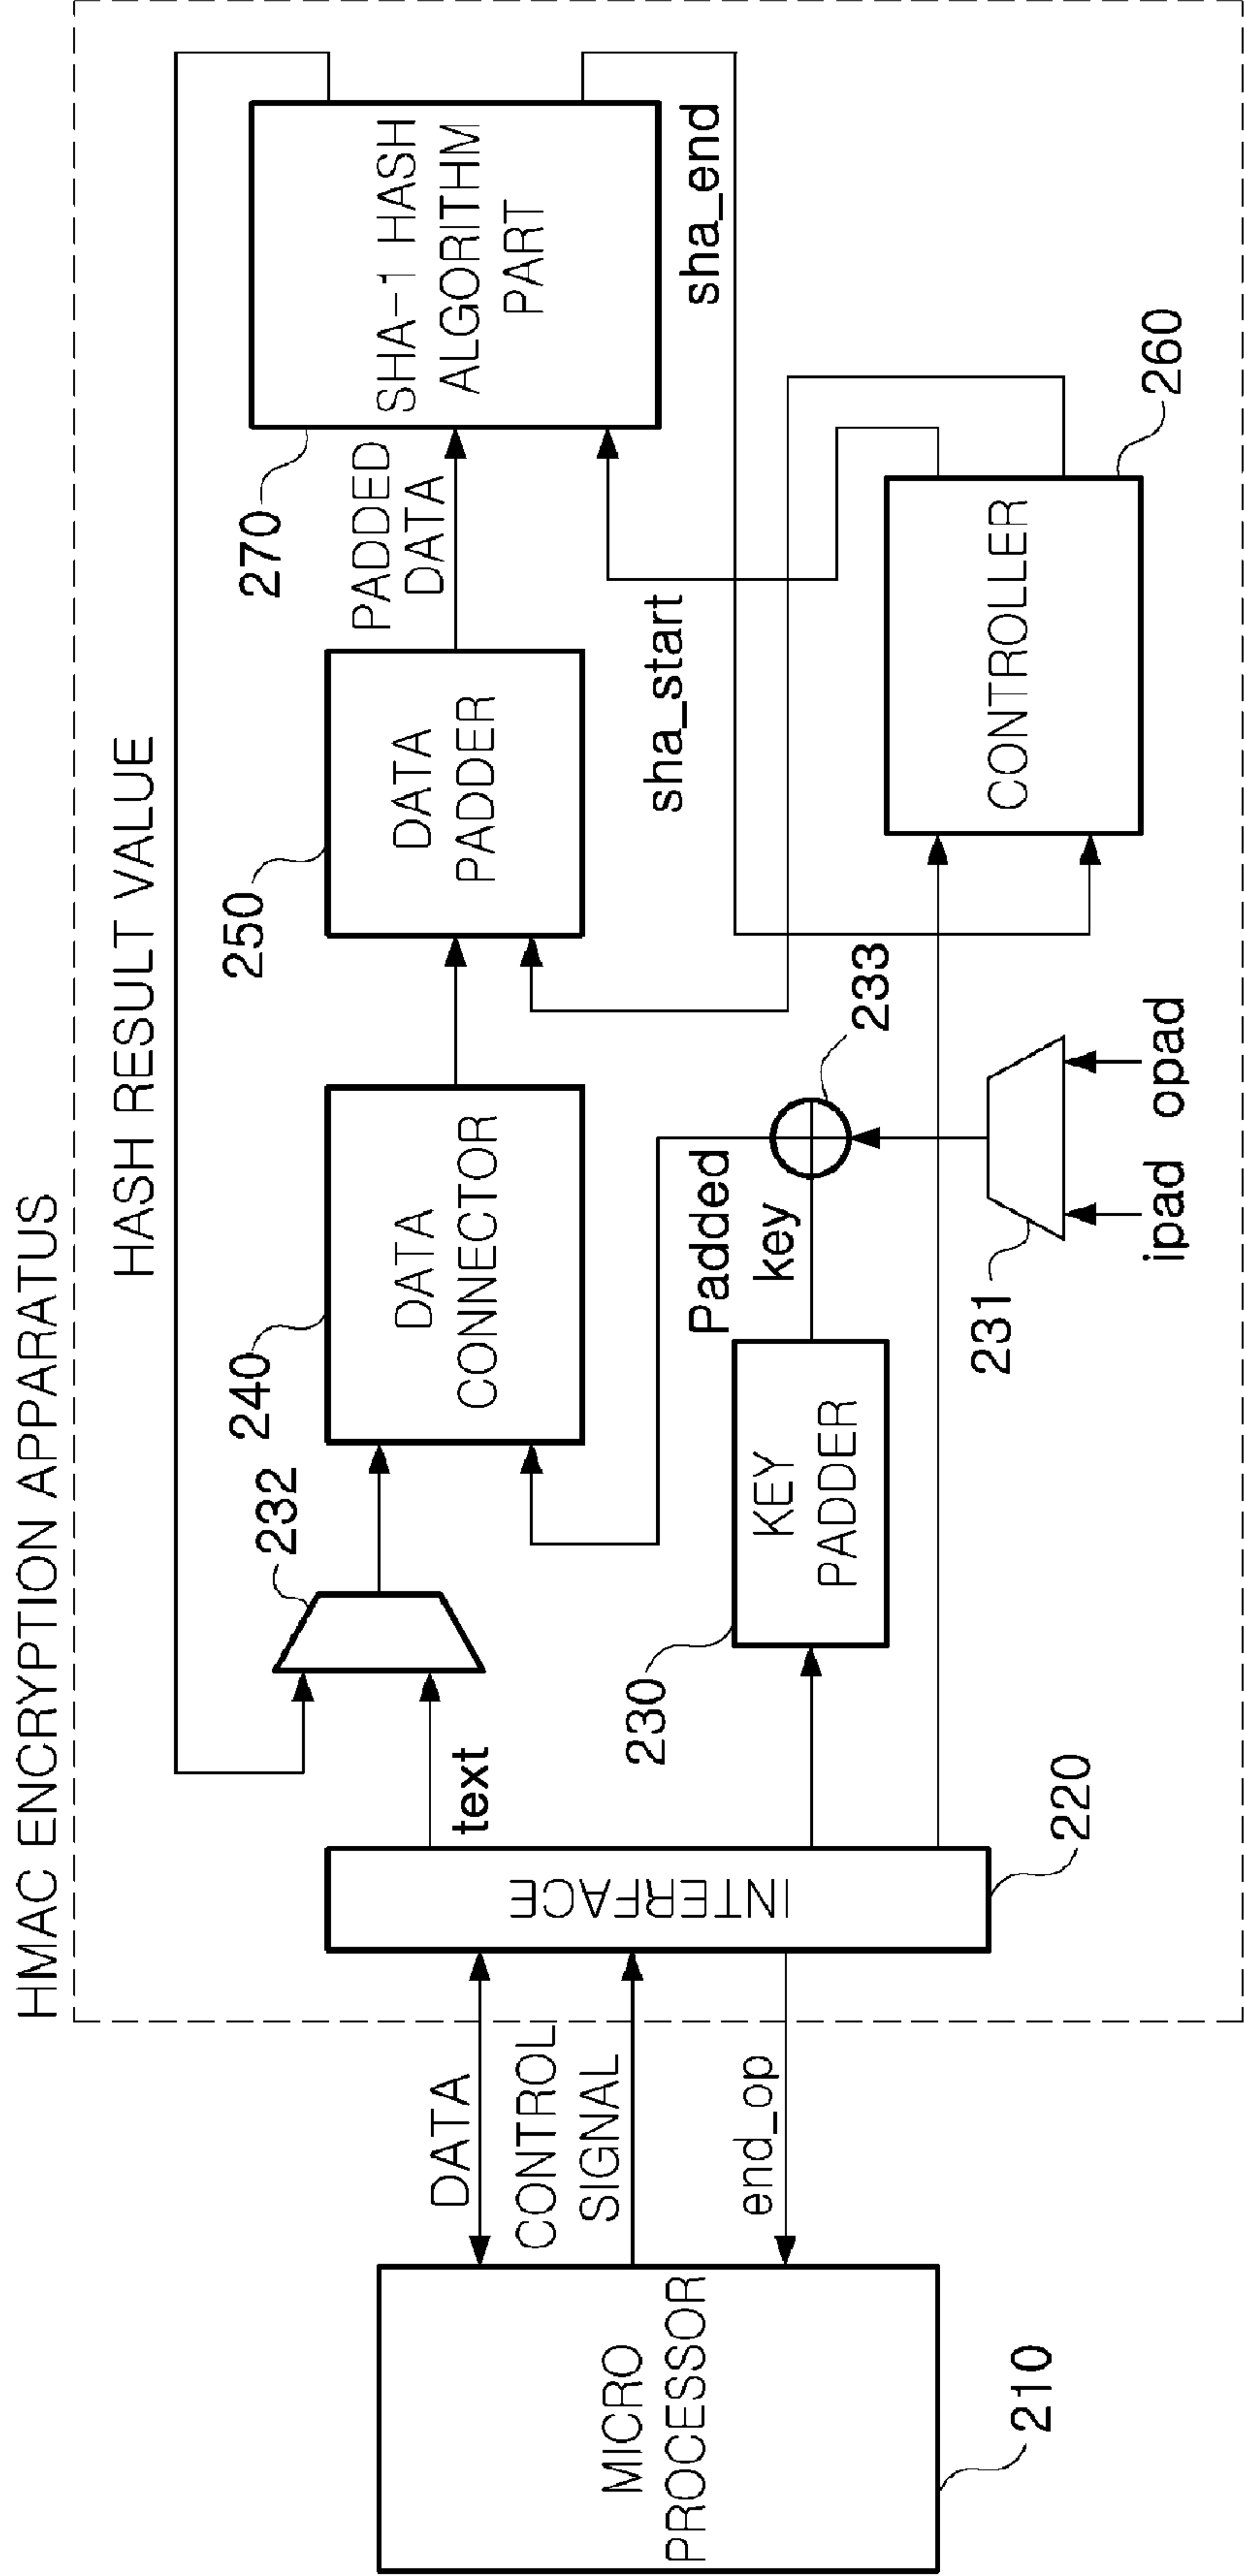 HMAC ENCRYPTION APPARATUS
HASH RESULT VALUE
MICRO
PROCESSOR
210
DATA
CONTROL
SIGNAL
end_op
INTERFACE
220
text
232
240
DATA
CONNECTOR
250
DATA
PADDER
PADDED
DATA
270
SHA-1 HASH
ALGORITHM
PART
230
KEY
PADDER
Padded
key
233
231
ipad
opad
sha_start
sha_end
CONTROLLER
260